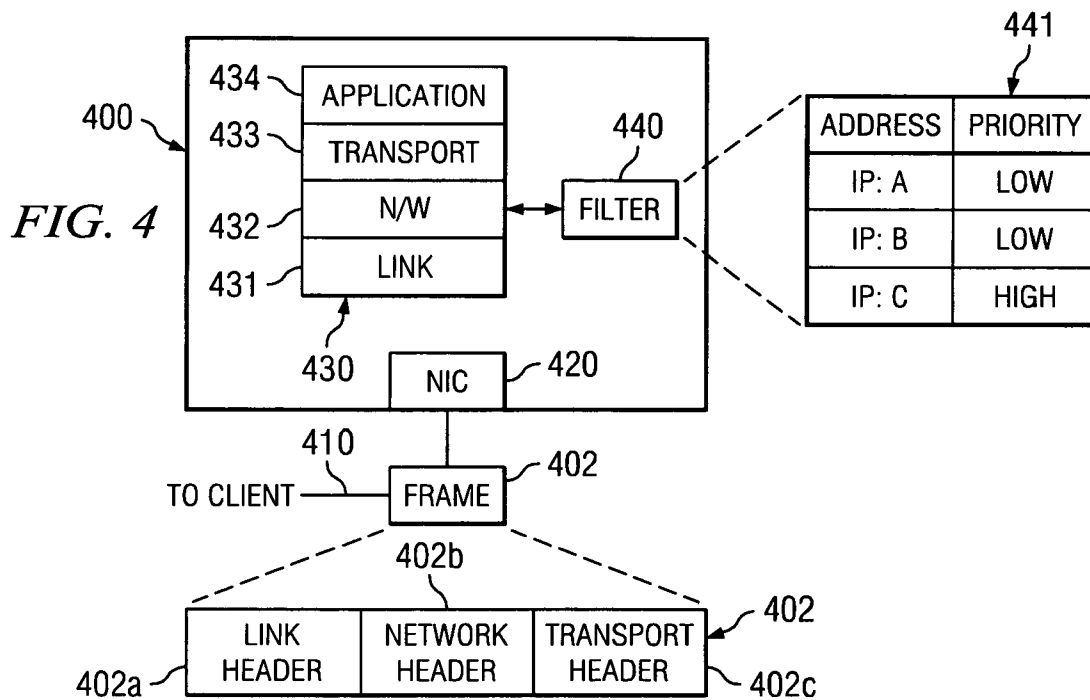 441
434
APPLICATION
400
433
TRANSPORT
440
ADDRESS PRIORITY
IP: A LOW
FIG. 4
432
N/W
FILTER
IP: B LOW
431
LINK
IP: C HIGH
430
NIC
420
410
402
TO CLIENT
FRAME
402b
LINK HEADER
NETWORK HEADER
TRANSPORT HEADER
402
402a
402c